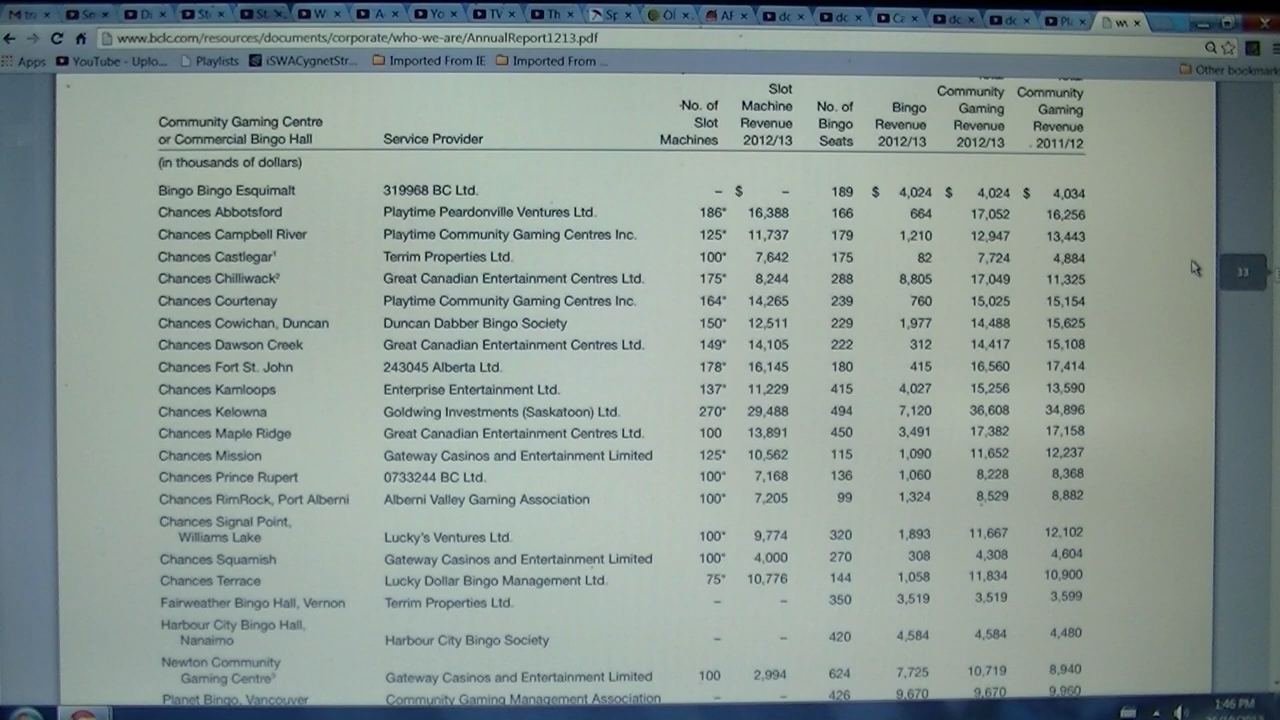 M tra
So
Di
St
St
W
A
Yo
TV
Th
Sp
Ol
AF
do
do
Ca
do
do
Pl
w
www.bclc.com/resources/documents/corporate/who-we-are/AnnualReport1213.pdf
Apps YouTube - Uplo... Playlists iSWACygnetStr... Imported From IE Imported From ... Other bookmark
Community Gaming Centre or Commercial Bingo Hall Service Provider No. of Slot Machines Slot Machine Revenue 2012/13 No. of Bingo Seats Bingo Revenue 2012/13 Community Gaming Revenue 2012/13 Community Gaming Revenue 2011/12
(in thousands of dollars)
Bingo Bingo Esquimalt 319968 BC Ltd. – $ – 189 $ 4,024 $ 4,024 $ 4,034
Chances Abbotsford Playtime Peardonville Ventures Ltd. 186* 16,388 166 664 17,052 16,256
Chances Campbell River Playtime Community Gaming Centres Inc. 125* 11,737 179 1,210 12,947 13,443
Chances Castlegar¹ Terrim Properties Ltd. 100* 7,642 175 82 7,724 4,884
Chances Chilliwack² Great Canadian Entertainment Centres Ltd. 175* 8,244 288 8,805 17,049 11,325
Chances Courtenay Playtime Community Gaming Centres Inc. 164* 14,265 239 760 15,025 15,154
Chances Cowichan, Duncan Duncan Dabber Bingo Society 150* 12,511 229 1,977 14,488 15,625
Chances Dawson Creek Great Canadian Entertainment Centres Ltd. 149* 14,105 222 312 14,417 15,108
Chances Fort St. John 243045 Alberta Ltd. 178* 16,145 180 415 16,560 17,414
Chances Kamloops Enterprise Entertainment Ltd. 137* 11,229 415 4,027 15,256 13,590
Chances Kelowna Goldwing Investments (Saskatoon) Ltd. 270* 29,488 494 7,120 36,608 34,896
Chances Maple Ridge Great Canadian Entertainment Centres Ltd. 100 13,891 450 3,491 17,382 17,158
Chances Mission Gateway Casinos and Entertainment Limited 125* 10,562 115 1,090 11,652 12,237
Chances Prince Rupert 0733244 BC Ltd. 100* 7,168 136 1,060 8,228 8,368
Chances RimRock, Port Alberni Alberni Valley Gaming Association 100* 7,205 99 1,324 8,529 8,882
Chances Signal Point,
Williams Lake Lucky's Ventures Ltd. 100* 9,774 320 1,893 11,667 12,102
Chances Squamish Gateway Casinos and Entertainment Limited 100* 4,000 270 308 4,308 4,604
Chances Terrace Lucky Dollar Bingo Management Ltd. 75* 10,776 144 1,058 11,834 10,900
Fairweather Bingo Hall, Vernon Terrim Properties Ltd. – – 350 3,519 3,519 3,599
Harbour City Bingo Hall,
Nanaimo Harbour City Bingo Society – – 420 4,584 4,584 4,480
Newton Community
Gaming Centre³ Gateway Casinos and Entertainment Limited 100 2,994 624 7,725 10,719 8,940
Planet Bingo, Vancouver Community Gaming Management Association – – 426 9,670 9,670 9,960
33
1:46 PM